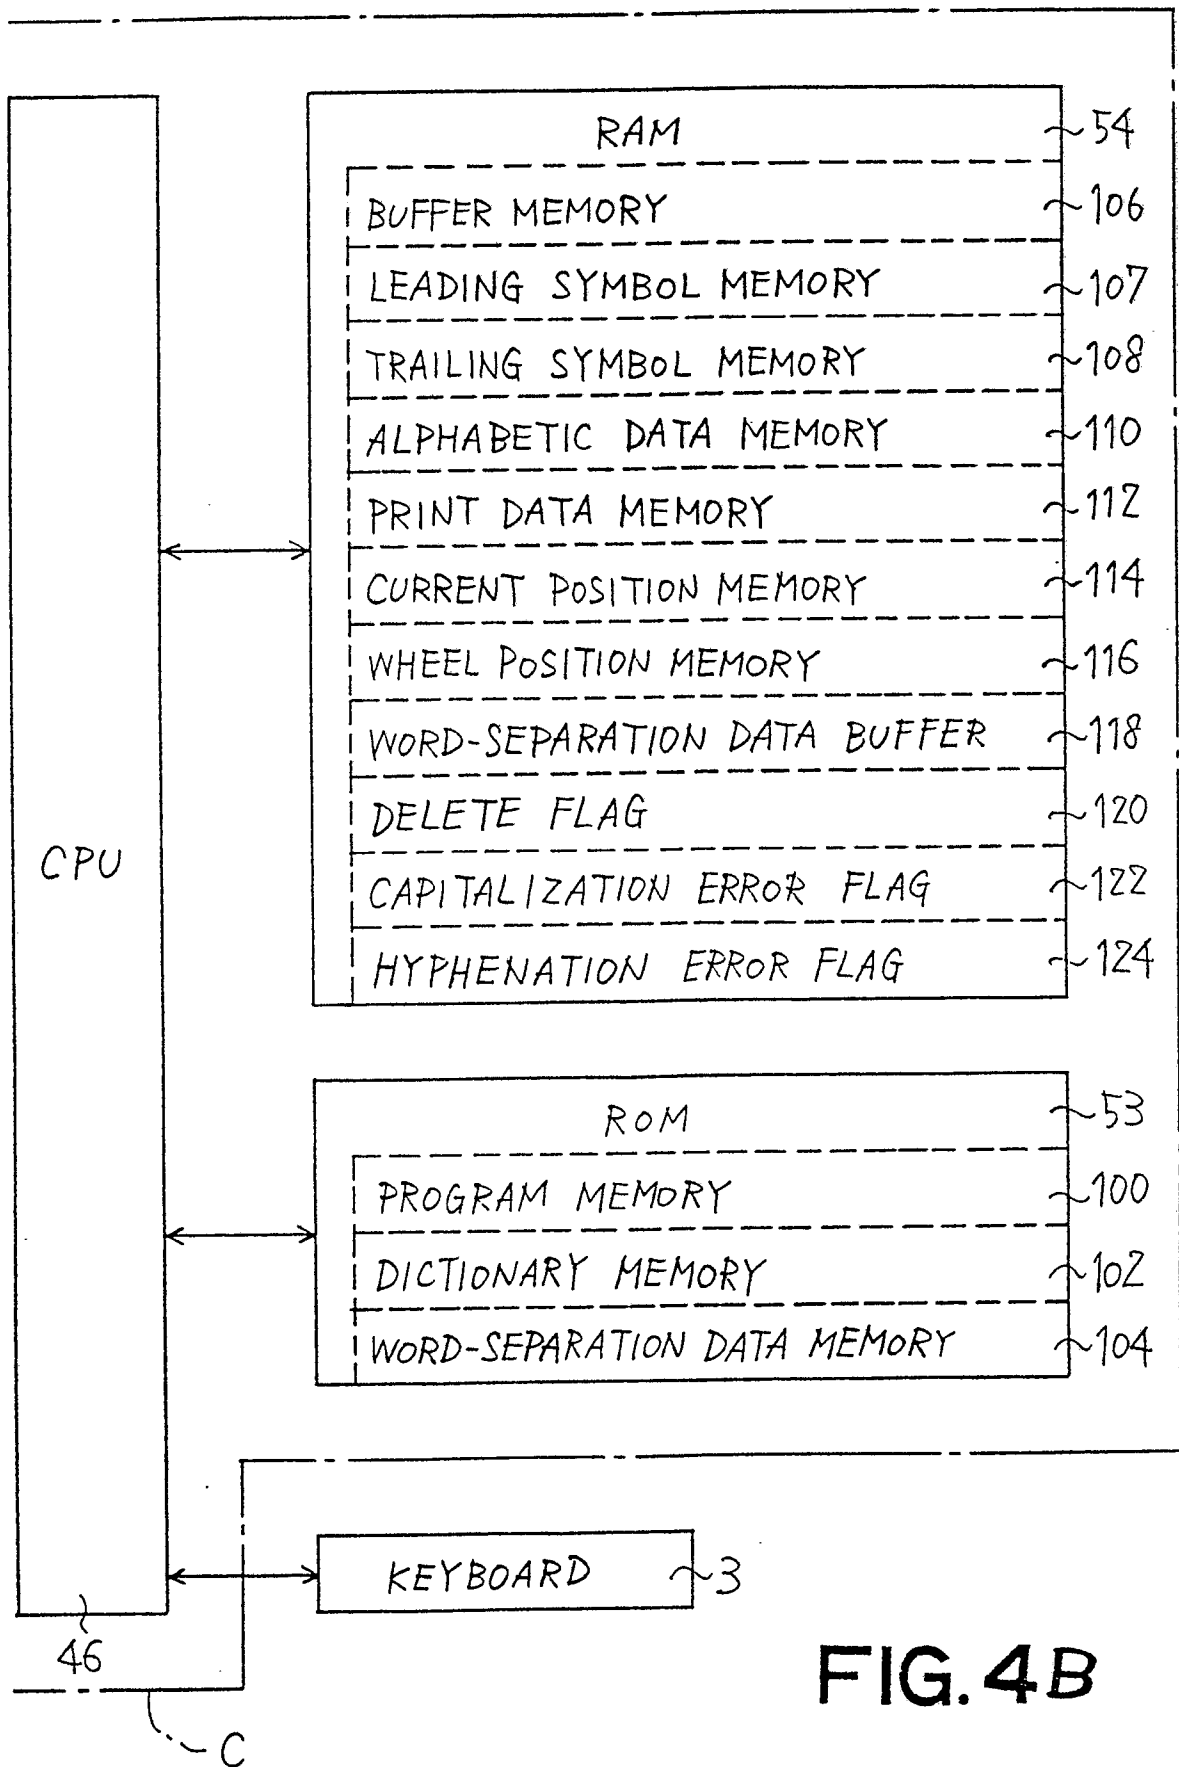 RAM 54
BUFFER MEMORY 106
LEADING SYMBOL MEMORY 107
TRAILING SYMBOL MEMORY 108
ALPHABETIC DATA MEMORY 110
PRINT DATA MEMORY 112
CURRENT POSITION MEMORY 114
WHEEL POSITION MEMORY 116
WORD-SEPARATION DATA BUFFER 118
DELETE FLAG 120
CPU
CAPITALIZATION ERROR FLAG 122
HYPHENATION ERROR FLAG 124
ROM 53
PROGRAM MEMORY 100
DICTIONARY MEMORY 102
WORD-SEPARATION DATA MEMORY 104
KEYBOARD 3
46
C
FIG. 4B